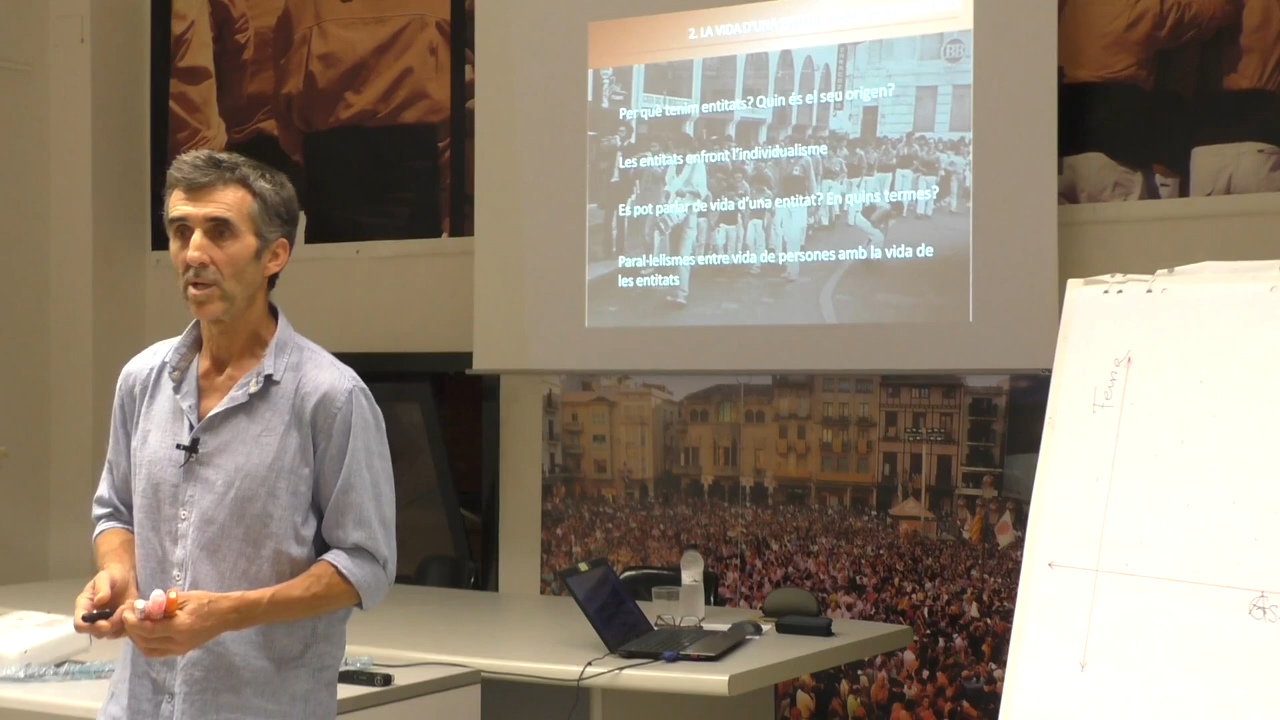 2. LA VIDA D'UNA
BB
Per què tenim entitats? Quin és el seu origen?
Les entitats enfront l'individualisme
Es pot parlar de vida d'una entitat? En quins termes?
Paral·lelismes entre vida de persones amb la vida de
les entitats